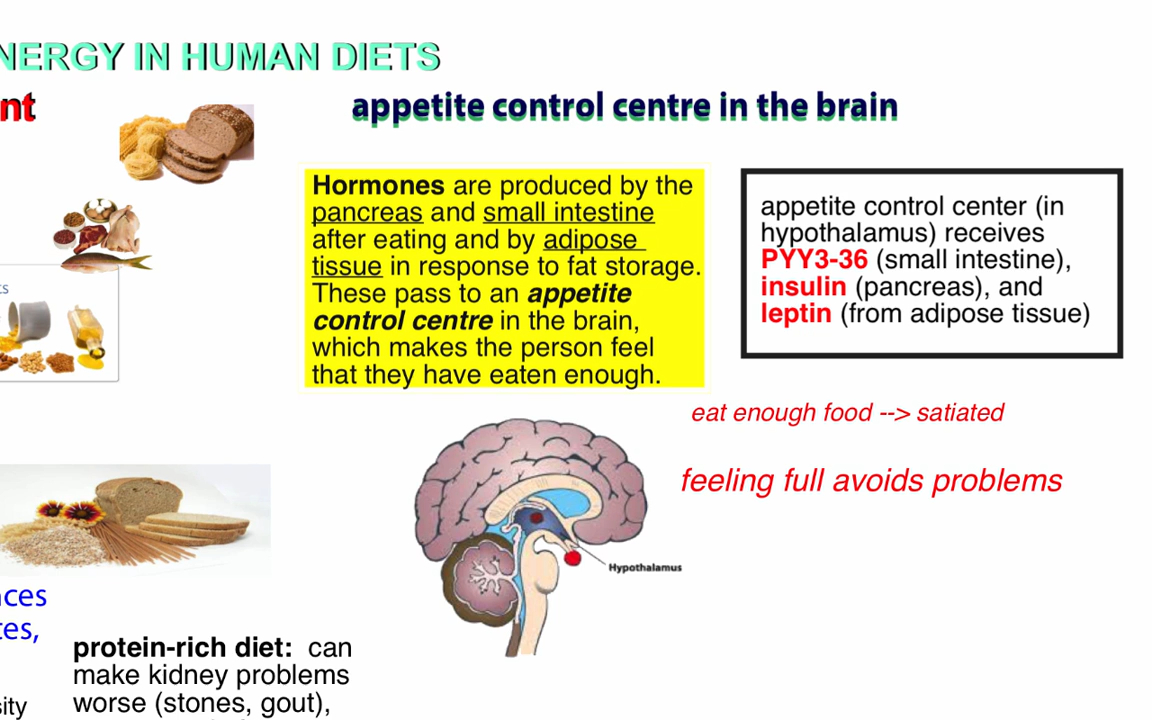 NERGY IN HUMAN DIETS
nt
appetite control centre in the brain
Hormones are produced by the
pancreas and small intestine
after eating and by adipose
tissue in response to fat storage.
These pass to an appetite
control centre in the brain,
which makes the person feel
that they have eaten enough.
appetite control center (in
hypothalamus) receives
PYY3-36 (small intestine),
insulin (pancreas), and
leptin (from adipose tissue)
ts
eat enough food --> satiated
feeling full avoids problems
Hypothalamus
nces
tes,
protein-rich diet: can
make kidney problems
worse (stones, gout),
sity